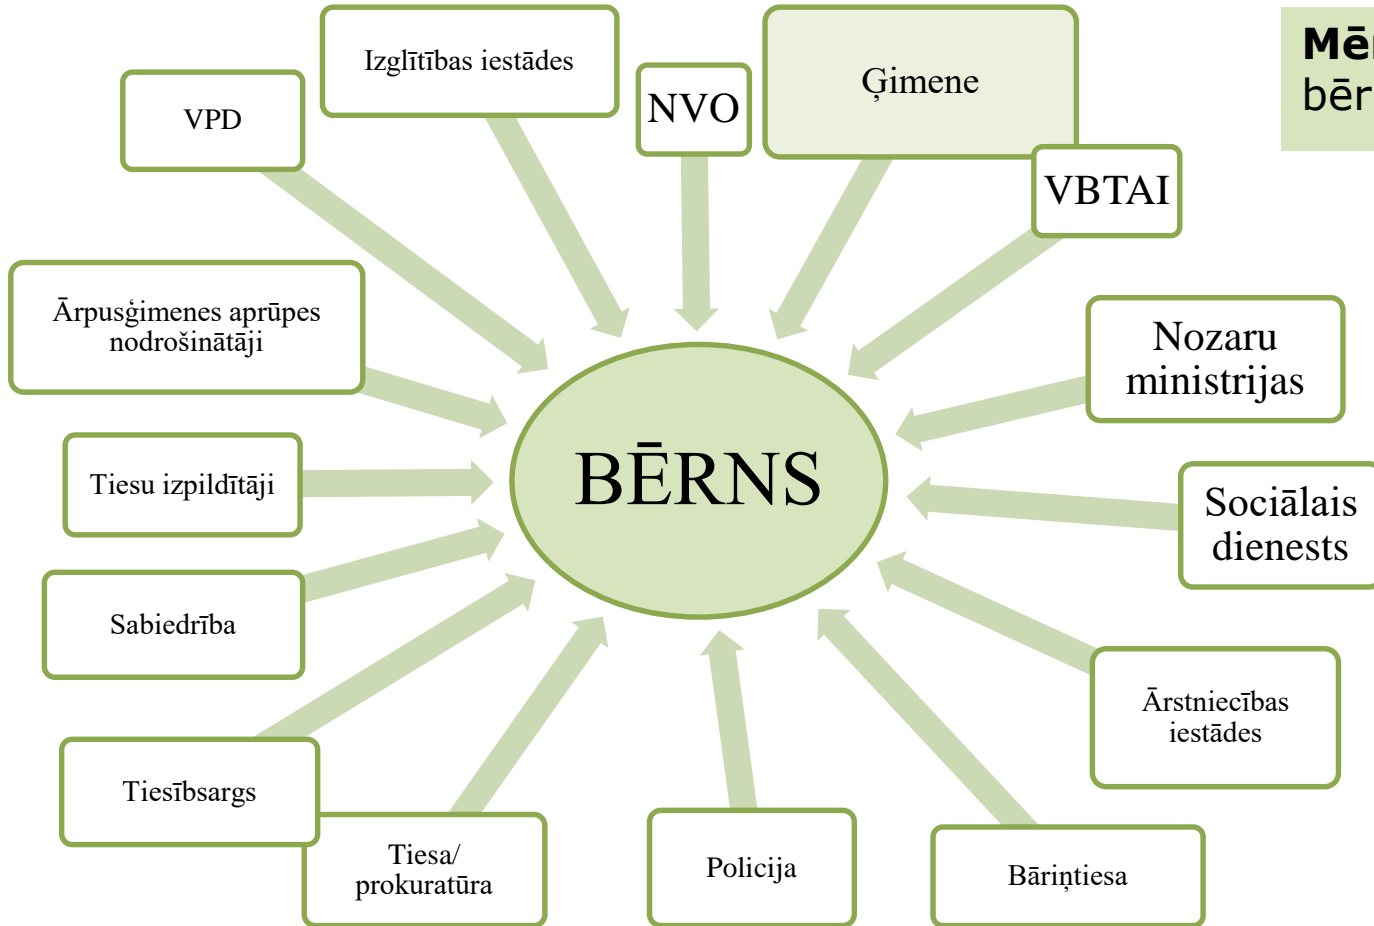 Izglītības iestādes
NVO
Ģimene
VPD
VBTAI
Ārpusģimenes aprūpes
nodrošinātāji
Nozaru
ministrijas
BĒRNS
Tiesu izpildītāji
Sociālais
dienests
Sabiedrība
Ārstniecības
iestādes
Tiesībsargs
Tiesa/
prokuratūra
Policija
Bāriņtiesa